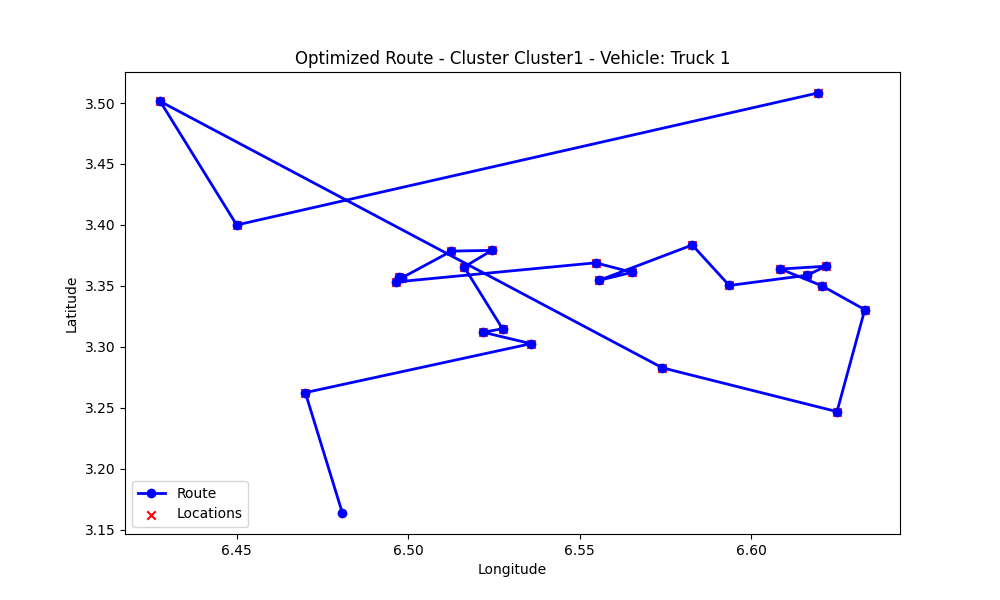 Optimized Route - Cluster Cluster1 - Vehicle: Truck 1
3.50
3.45
3.40
3.35
3.30
3.25
3.20
3.15
Latitude
Route
Locations
6.45 6.50 6.55 6.60
Longitude